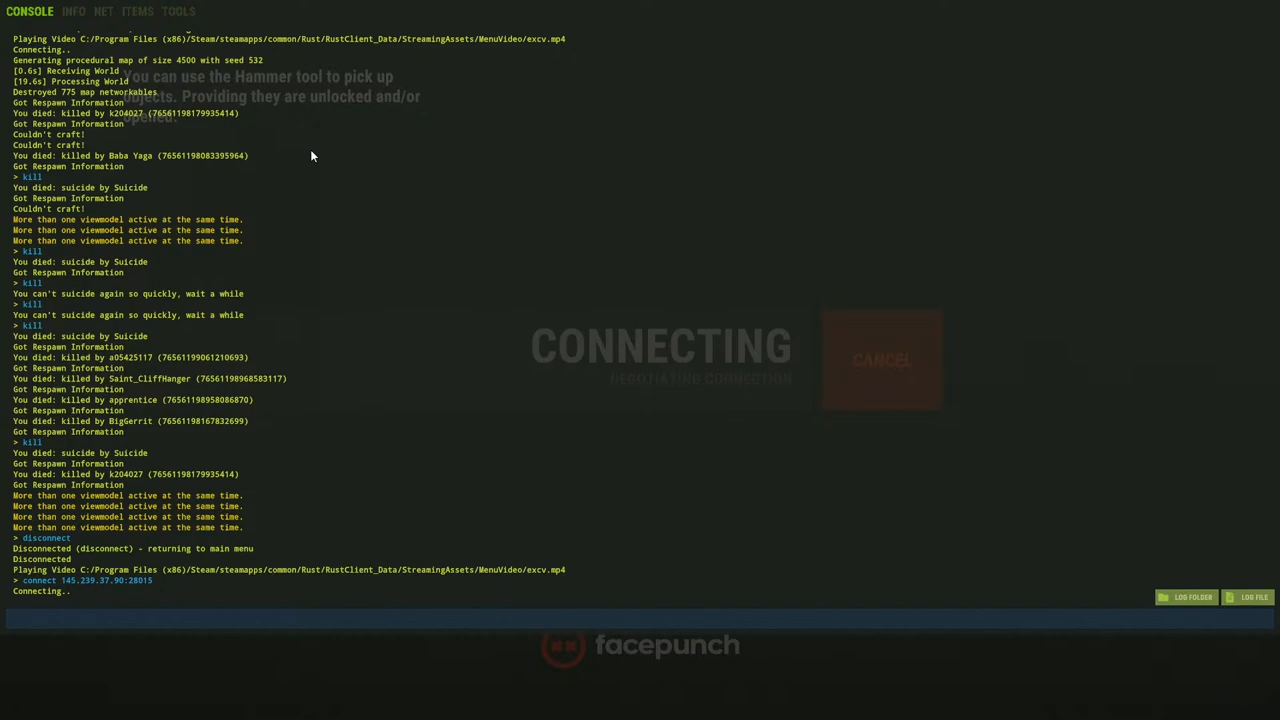 CONSOLE INFO NET ITEMS TOOLS
Playing Video C:/Program Files (x86)/Steam/steamapps/common/Rust/RustClient_Data/StreamingAssets/MenuVideo/excv.mp4
Connecting..
Generating procedural map of size 4500 with seed 532
[0.6s] Receiving World
[19.6s] Processing World
Destroyed 775 map networkables
Got Respawn Information
You died: killed by k204027 (76561198179935414)
Got Respawn Information
Couldn't craft!
Couldn't craft!
You died: killed by Baba Yaga (76561198083395964)
Got Respawn Information
> kill
You died: suicide by Suicide
Got Respawn Information
Couldn't craft!
More than one viewmodel active at the same time.
More than one viewmodel active at the same time.
More than one viewmodel active at the same time.
> kill
You died: suicide by Suicide
Got Respawn Information
> kill
You can't suicide again so quickly, wait a while
> kill
You can't suicide again so quickly, wait a while
> kill
You died: suicide by Suicide
Got Respawn Information
You died: killed by a05425117 (76561199061210693)
Got Respawn Information
You died: killed by Saint_CliffHanger (76561198968583117)
Got Respawn Information
You died: killed by apprentice (76561198958086870)
Got Respawn Information
You died: killed by BigGerrit (76561198167832699)
Got Respawn Information
> kill
You died: suicide by Suicide
Got Respawn Information
You died: killed by k204027 (76561198179935414)
Got Respawn Information
More than one viewmodel active at the same time.
More than one viewmodel active at the same time.
More than one viewmodel active at the same time.
More than one viewmodel active at the same time.
> disconnect
Disconnected (disconnect) - returning to main menu
Disconnected
Playing Video C:/Program Files (x86)/Steam/steamapps/common/Rust/RustClient_Data/StreamingAssets/MenuVideo/excv.mp4
> connect 145.239.37.90:28015
Connecting..
You can use the Hammer tool to pick up
objects. Providing they are unlocked and/or
opened.
CONNECTING
NEGOTIATING CONNECTION
CANCEL
LOG FOLDER LOG FILE
facepunch